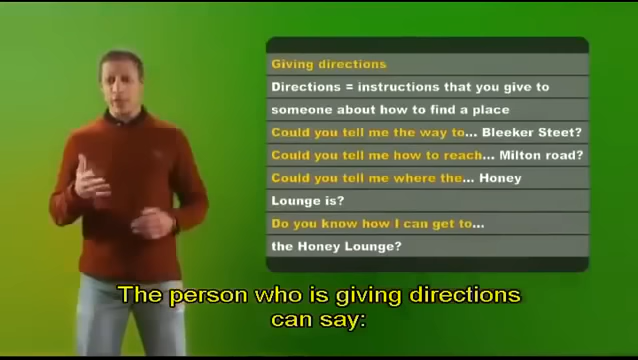 Giving directions
Directions = instructions that you give to
someone about how to find a place
Could you tell me the way to... Bleeker Steet?
Could you tell me how to reach... Milton road?
Could you tell me where the... Honey
Lounge is?
Do you know how I can get to...
the Honey Lounge?
The person who is giving directions
can say: